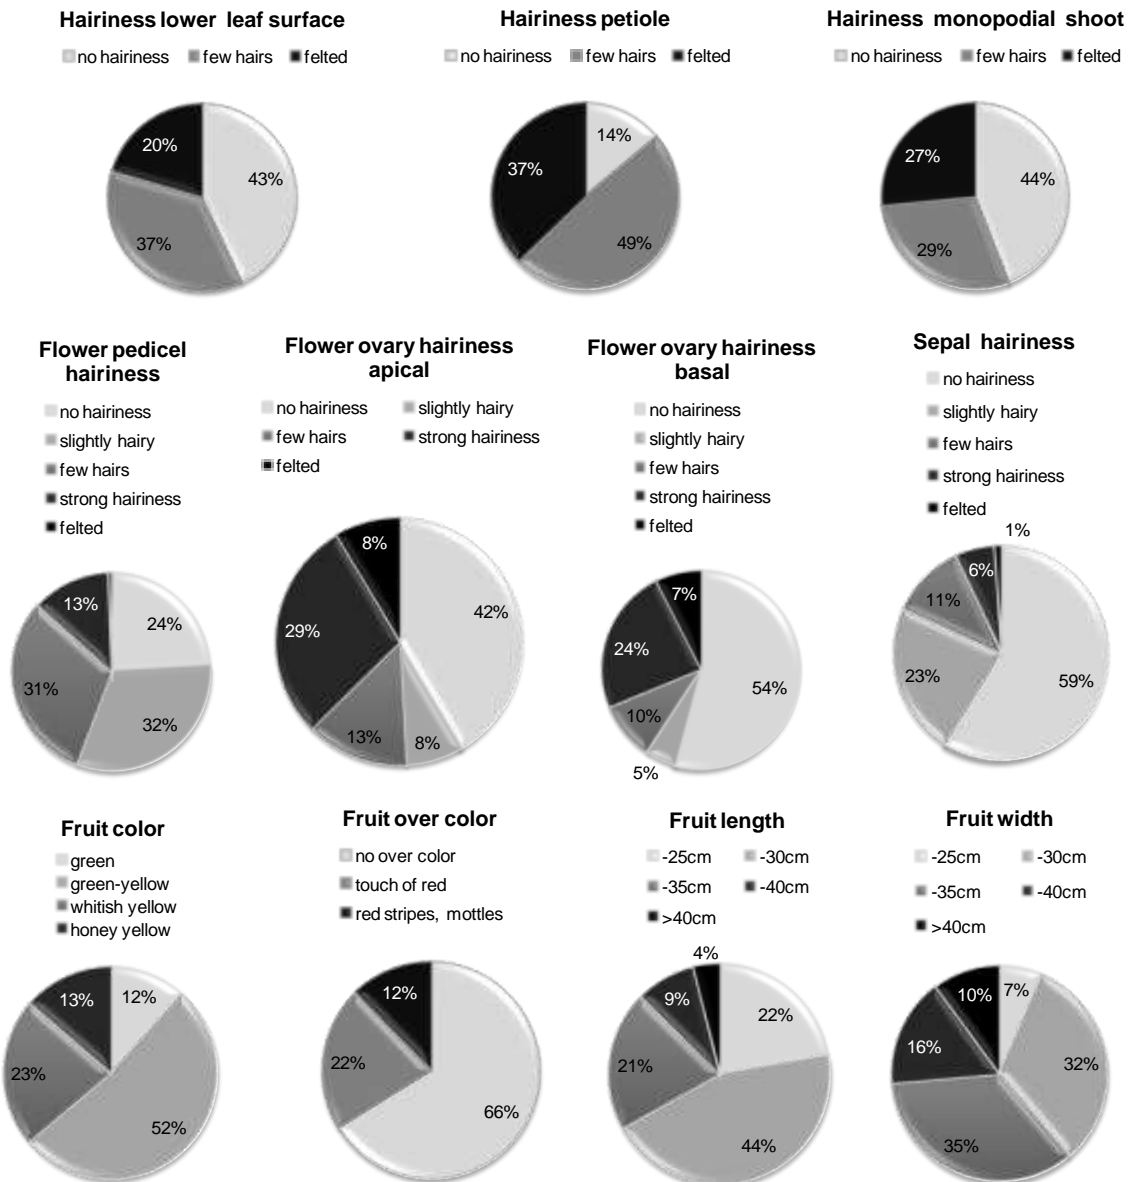 Hairiness lower leaf surface
no hairiness few hairs felted
20%
43%
37%
Hairiness petiole
no hairiness few hairs felted
14%
37%
49%
Hairiness monopodial shoot
no hairiness few hairs felted
27%
44%
29%
Flower pedicel
hairiness
no hairiness
slightly hairy
few hairs
strong hairiness
felted
13%
24%
31%
32%
Flower ovary hairiness
apical
no hairiness slightly hairy
few hairs strong hairiness
felted
8%
42%
29%
13%
8%
Flower ovary hairiness
basal
no hairiness
slightly hairy
few hairs
strong hairiness
felted
7%
24%
54%
10%
5%
Sepal hairiness
no hairiness
slightly hairy
few hairs
strong hairiness
felted
1%
6%
11%
23%
59%
Fruit color
green
green-yellow
whitish yellow
honey yellow
13%
12%
23%
52%
Fruit over color
no over color
touch of red
red stripes, mottles
12%
22%
66%
Fruit length
-25cm -30cm
-35cm -40cm
>40cm
4%
9%
22%
21%
44%
Fruit width
-25cm -30cm
-35cm -40cm
>40cm
10%
7%
16%
32%
35%